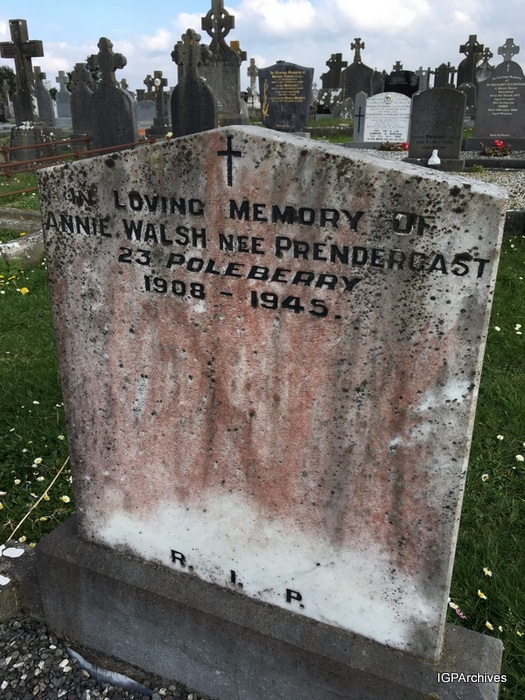 IN LOVING MEMORY OF
ANNIE WALSH NEE PRENDERGAST
23, POLEBERRY
1908 - 1945.
R. I. P.
IGPArchives